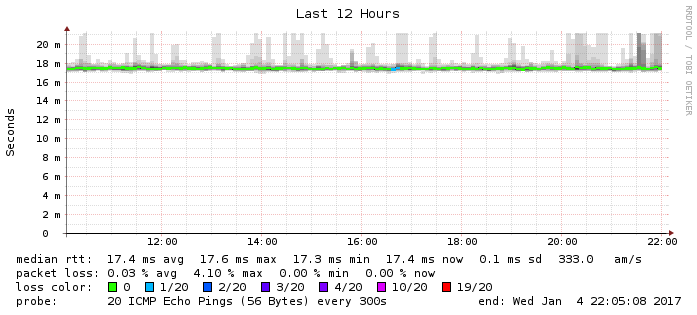 Last 12 Hours
RRDTOOL / TOBI OETIKER
Seconds
20 m
18 m
16 m
14 m
12 m
10 m
8 m
6 m
4 m
2 m
0
12:00 14:00 16:00 18:00 20:00 22:00
median rtt: 17.4 ms avg 17.6 ms max 17.3 ms min 17.4 ms now 0.1 ms sd 333.0 am/s
packet loss: 0.03 % avg 4.10 % max 0.00 % min 0.00 % now
loss color: 0 1/20 2/20 3/20 4/20 10/20 19/20
probe: 20 ICMP Echo Pings (56 Bytes) every 300s end: Wed Jan 4 22:05:08 2017